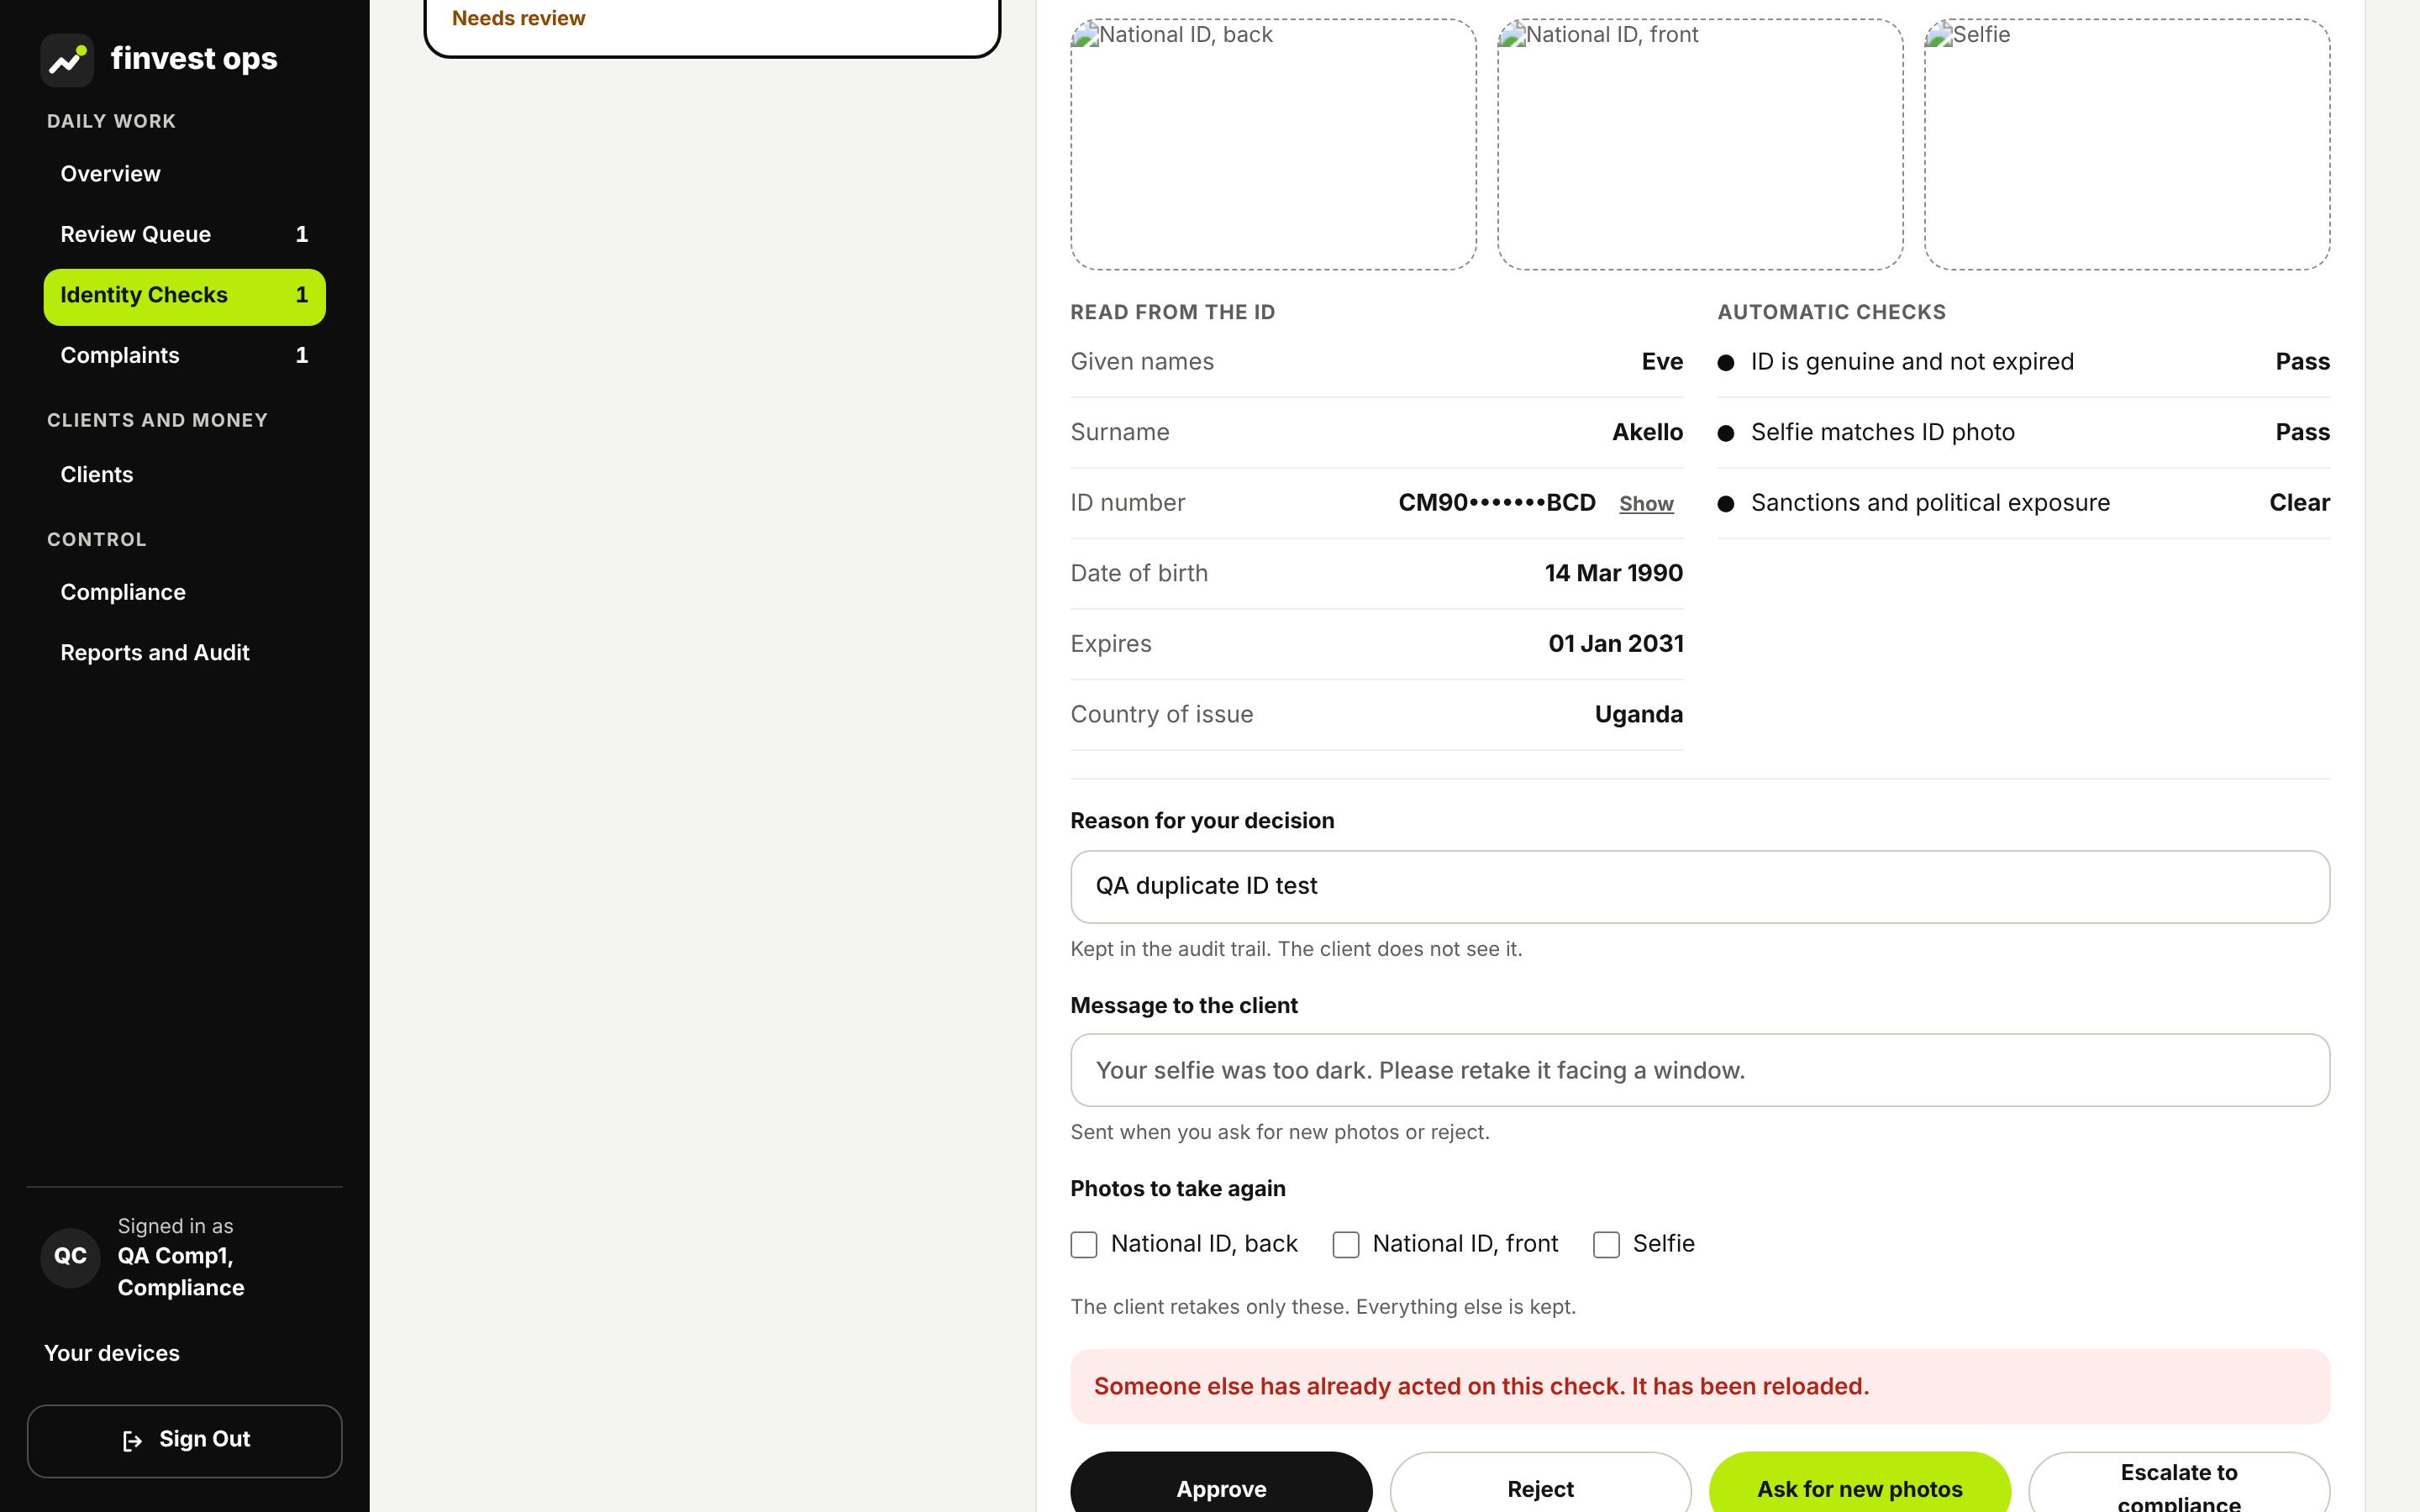 finvest ops
DAILY WORK
Overview
Review Queue 1
Identity Checks 1
Complaints 1
CLIENTS AND MONEY
Clients
CONTROL
Compliance
Reports and Audit
Signed in as
QC
QA Comp1,
Compliance
Your devices
Sign Out
Needs review
National ID, back
National ID, front
Selfie
READ FROM THE ID
Given names Eve
Surname Akello
ID number CM90•••••••BCD Show
Date of birth 14 Mar 1990
Expires 01 Jan 2031
Country of issue Uganda
AUTOMATIC CHECKS
ID is genuine and not expired Pass
Selfie matches ID photo Pass
Sanctions and political exposure Clear
Reason for your decision
QA duplicate ID test
Kept in the audit trail. The client does not see it.
Message to the client
Your selfie was too dark. Please retake it facing a window.
Sent when you ask for new photos or reject.
Photos to take again
National ID, back National ID, front Selfie
The client retakes only these. Everything else is kept.
Someone else has already acted on this check. It has been reloaded.
Approve
Reject
Ask for new photos
Escalate to
compliance